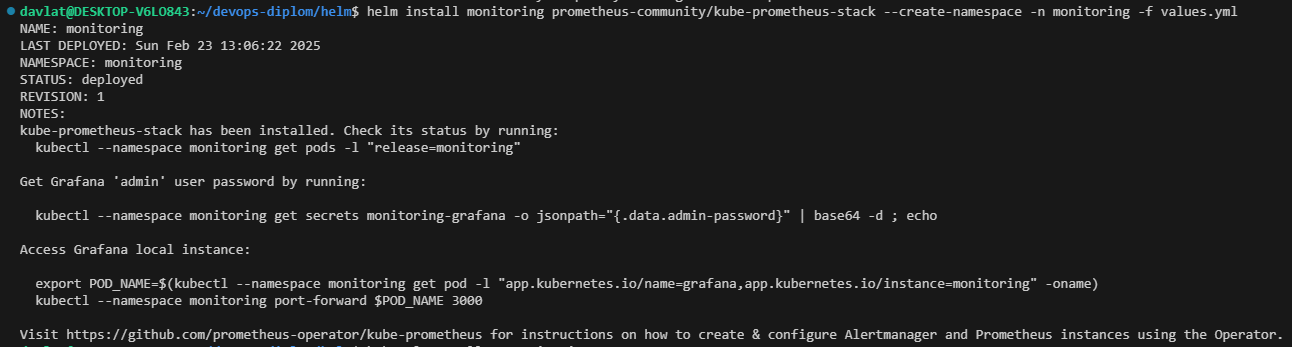 davlat@DESKTOP-V6LO843:~/devops-diplom/helm$ helm install monitoring prometheus-community/kube-prometheus-stack --create-namespace -n monitoring -f values.yml
NAME: monitoring
LAST DEPLOYED: Sun Feb 23 13:06:22 2025
NAMESPACE: monitoring
STATUS: deployed
REVISION: 1
NOTES:
kube-prometheus-stack has been installed. Check its status by running:
  kubectl --namespace monitoring get pods -l "release=monitoring"

Get Grafana 'admin' user password by running:

  kubectl --namespace monitoring get secrets monitoring-grafana -o jsonpath="{.data.admin-password}" | base64 -d ; echo

Access Grafana local instance:

  export POD_NAME=$(kubectl --namespace monitoring get pod -l "app.kubernetes.io/name=grafana,app.kubernetes.io/instance=monitoring" -oname)
  kubectl --namespace monitoring port-forward $POD_NAME 3000

Visit https://github.com/prometheus-operator/kube-prometheus for instructions on how to create & configure Alertmanager and Prometheus instances using the Operator.